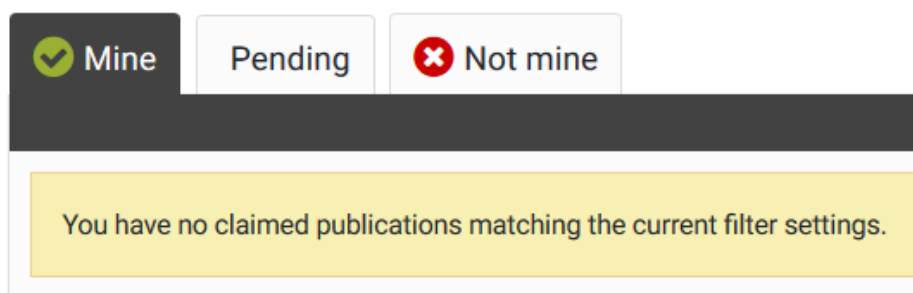 Mine Pending Not mine
You have no claimed publications matching the current filter settings.